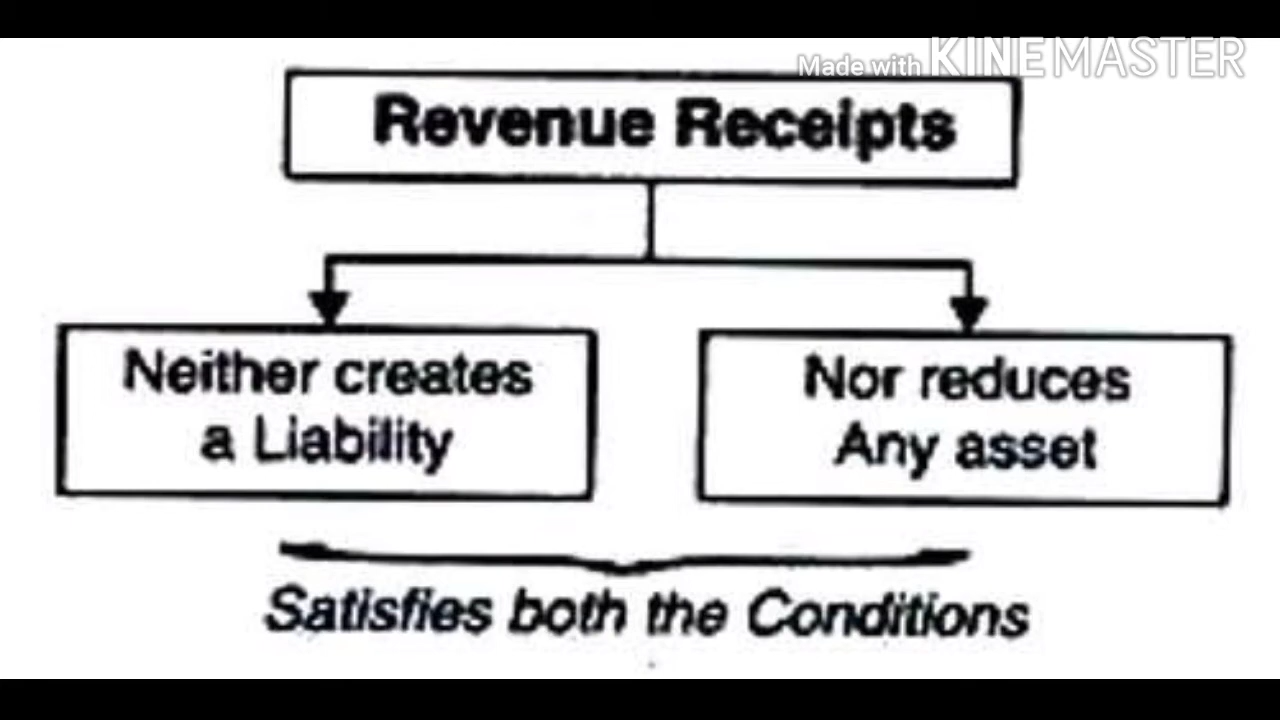 Made with KINEMASTER
Revenue Receipts
Neither creates
a Liability
Nor reduces
Any asset
Satisfies both the Conditions